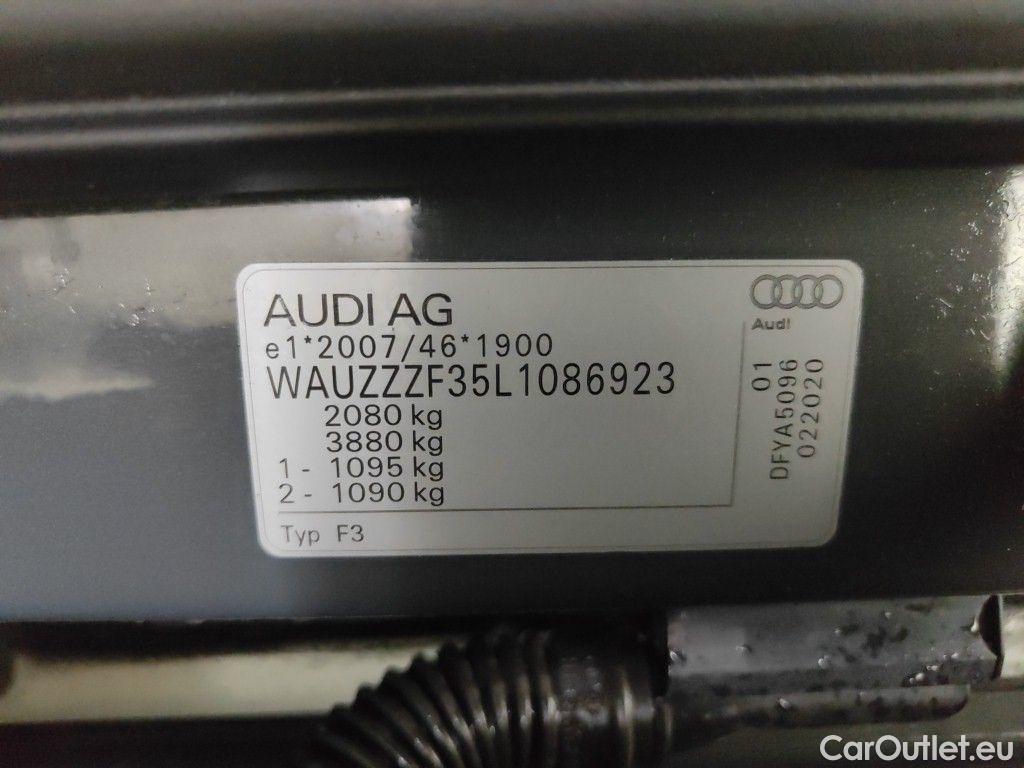 AUDI AG
e1*2007/46*1900
WAUZZZF35L1086923
2080 kg
3880 kg
1 - 1095 kg
2 - 1090 kg
Typ F3
Audi
01
DFYA5096
022020
CarOutlet.eu